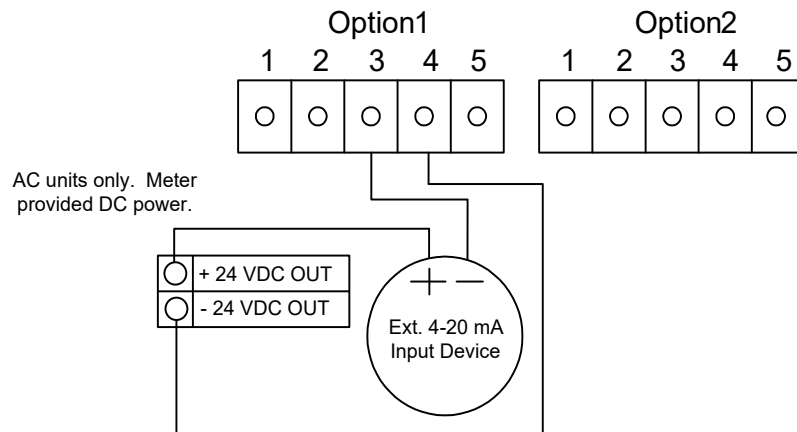 Option1 Option2
1 2 3 4 5 1 2 3 4 5
AC units only. Meter
provided DC power.
+ 24 VDC OUT
- 24 VDC OUT
+ −
Ext. 4-20 mA
Input Device